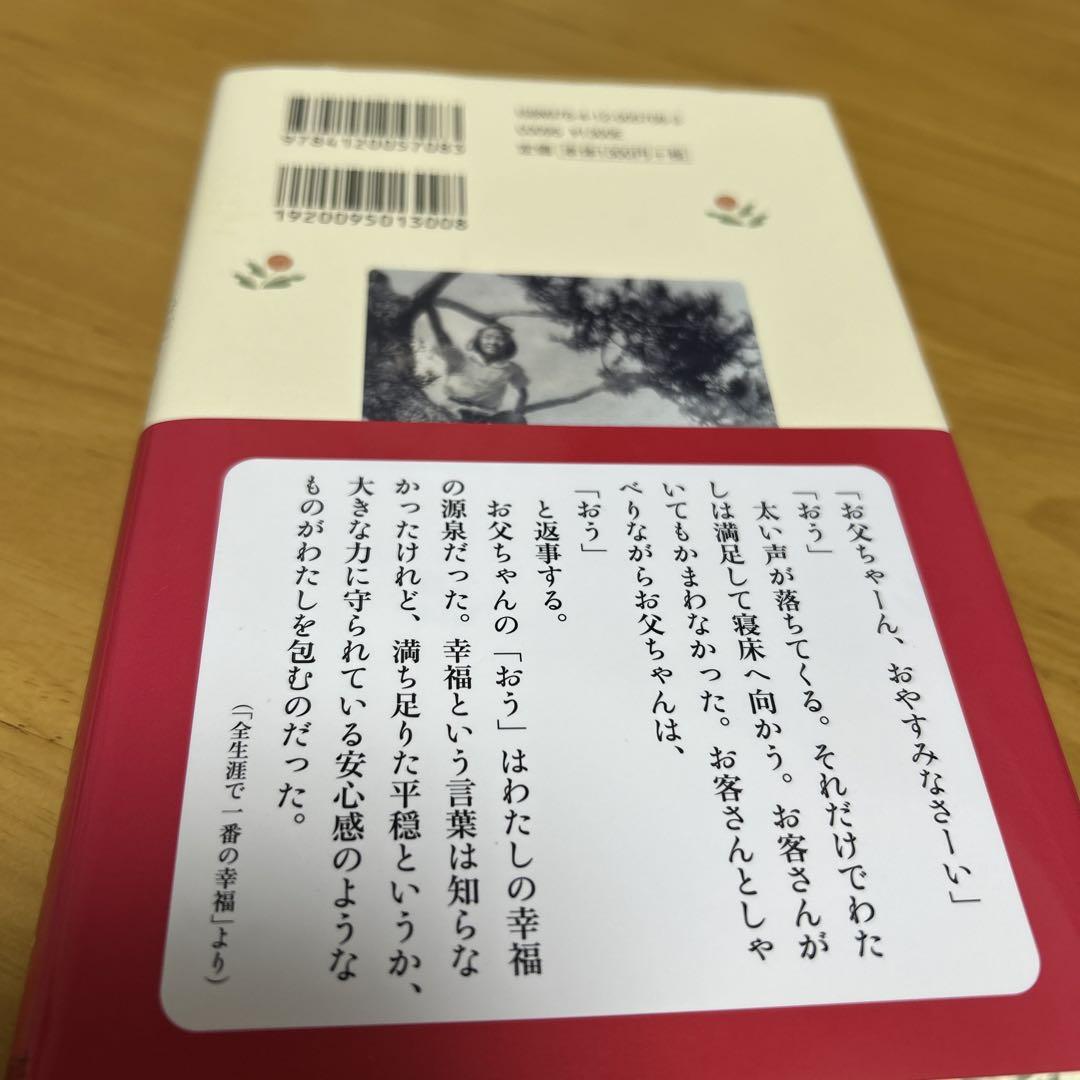 9784120057083
1920095013008
「お父ちゃーん、おやすみなさーい」
「おう」
太い声が落ちてくる。それだけでわた
しは満足して寝床へ向かう。お客さんが
いてもかまわなかった。お客さんとしゃ
べりながらお父ちゃんは、
「おう」
と返事する。
お父ちゃんの「おう」はわたしの幸福
の源泉だった。幸福という言葉は知らな
かったけれど、満ち足りた平穏というか、
大きな力に守られている安心感のような
ものがわたしを包むのだった。
(「全生涯で一番の幸福」より)